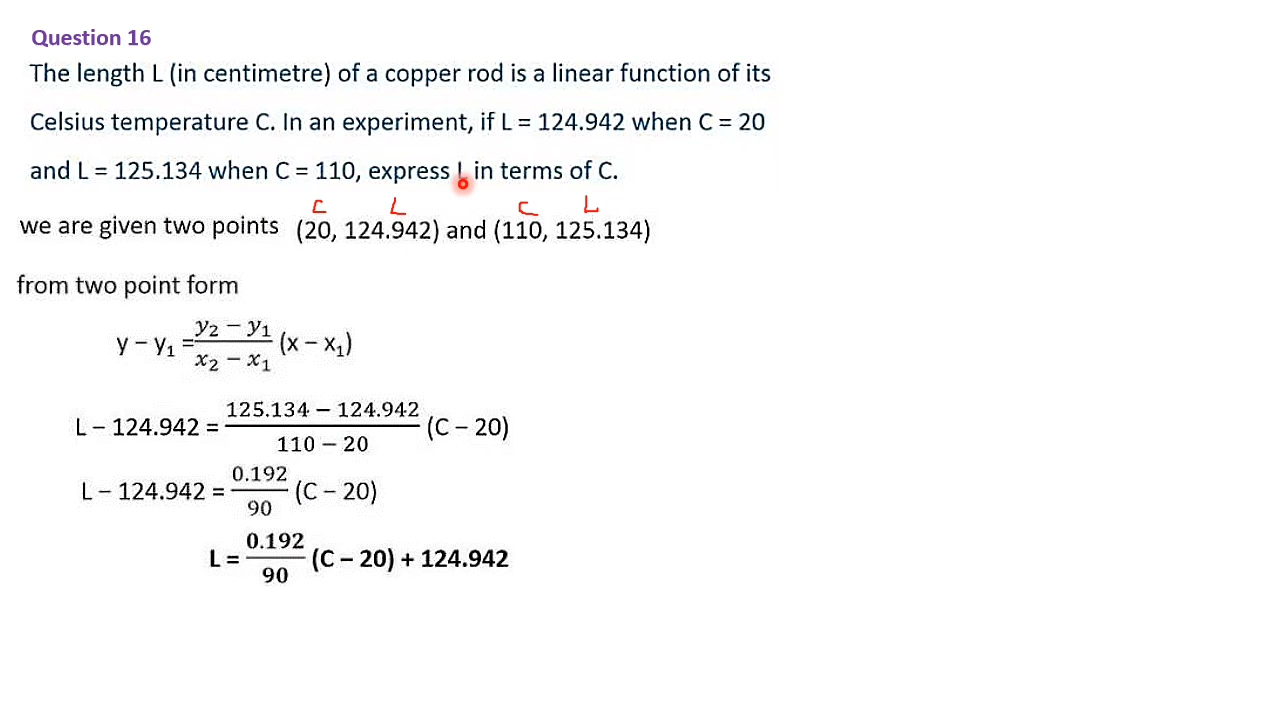 Question 16
The length L (in centimetre) of a copper rod is a linear function of its
Celsius temperature C. In an experiment, if L = 124.942 when C = 20
and L = 125.134 when C = 110, express L in terms of C.
C L C L
we are given two points (20, 124.942) and (110, 125.134)
from two point form
y − y₁ = \frac{y₂ − y₁}{x₂ − x₁} (x − x₁)
L − 124.942 = \frac{125.134 − 124.942}{110 − 20} (C − 20)
L − 124.942 = \frac{0.192}{90} (C − 20)
L = \frac{0.192}{90} (C − 20) + 124.942